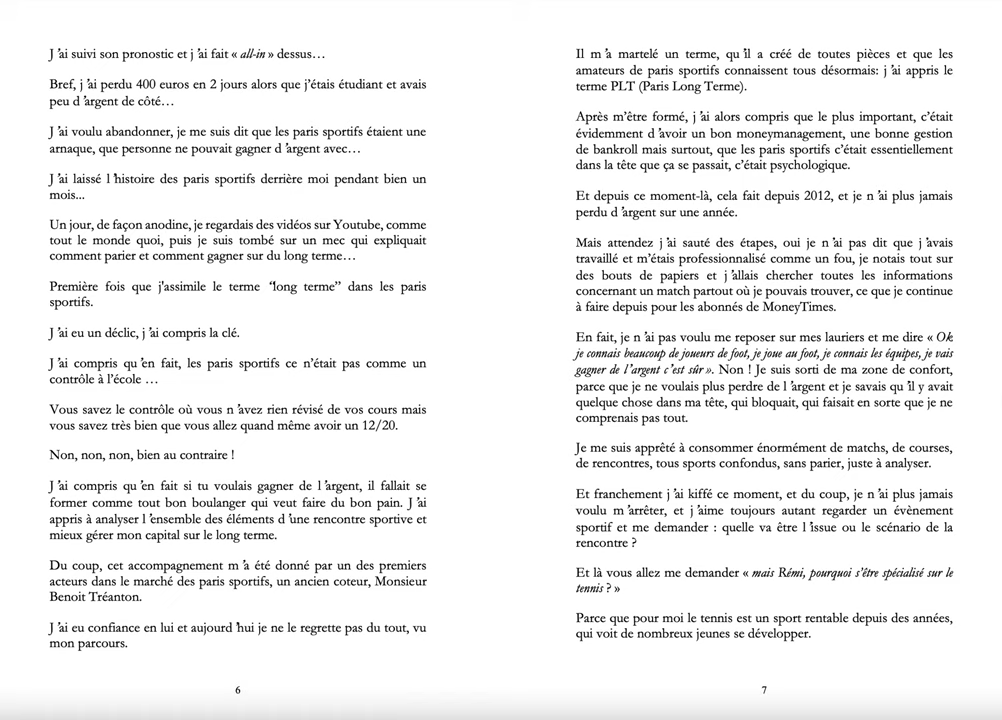 J'ai suivi son pronostic et j'ai fait « all-in » dessus…
Bref, j'ai perdu 400 euros en 2 jours alors que j'étais étudiant et avais
peu d'argent de côté…
J'ai voulu abandonner, je me suis dit que les paris sportifs étaient une
arnaque, que personne ne pouvait gagner d'argent avec…
J'ai laissé l'histoire des paris sportifs derrière moi pendant bien un
mois...
Un jour, de façon anodine, je regardais des vidéos sur Youtube, comme
tout le monde quoi, puis je suis tombé sur un mec qui expliquait
comment parier et comment gagner sur du long terme…
Première fois que j'assimile le terme “long terme” dans les paris
sportifs.
J'ai eu un déclic, j'ai compris la clé.
J'ai compris qu'en fait, les paris sportifs ce n'était pas comme un
contrôle à l'école …
Vous savez le contrôle où vous n'avez rien révisé de vos cours mais
vous savez très bien que vous allez quand même avoir un 12/20.
Non, non, non, bien au contraire !
J'ai compris qu'en fait si tu voulais gagner de l'argent, il fallait se
former comme tout bon boulanger qui veut faire du bon pain. J'ai
appris à analyser l'ensemble des éléments d'une rencontre sportive et
mieux gérer mon capital sur le long terme.
Du coup, cet accompagnement m'a été donné par un des premiers
acteurs dans le marché des paris sportifs, un ancien coteur, Monsieur
Benoit Tréanton.
J'ai eu confiance en lui et aujourd'hui je ne le regrette pas du tout, vu
mon parcours.
6
Il m'a martelé un terme, qu'il a créé de toutes pièces et que les
amateurs de paris sportifs connaissent tous désormais: j'ai appris le
terme PLT (Paris Long Terme).
Après m'être formé, j'ai alors compris que le plus important, c'était
évidemment d'avoir un bon moneymanagement, une bonne gestion
de bankroll mais surtout, que les paris sportifs c'était essentiellement
dans la tête que ça se passait, c'était psychologique.
Et depuis ce moment-là, cela fait depuis 2012, et je n'ai plus jamais
perdu d'argent sur une année.
Mais attendez j'ai sauté des étapes, oui je n'ai pas dit que j'avais
travaillé et m'étais professionnalisé comme un fou, je notais tout sur
des bouts de papiers et j'allais chercher toutes les informations
concernant un match partout où je pouvais trouver, ce que je continue
à faire depuis pour les abonnés de MoneyTimes.
En fait, je n'ai pas voulu me reposer sur mes lauriers et me dire « Ok
je connais beaucoup de joueurs de foot, je joue au foot, je connais les équipes, je vais
gagner de l'argent c'est sûr ». Non ! Je suis sorti de ma zone de confort,
parce que je ne voulais plus perdre de l'argent et je savais qu'il y avait
quelque chose dans ma tête, qui bloquait, qui faisait en sorte que je ne
comprenais pas tout.
Je me suis apprêté à consommer énormément de matchs, de courses,
de rencontres, tous sports confondus, sans parier, juste à analyser.
Et franchement j'ai kiffé ce moment, et du coup, je n'ai plus jamais
voulu m'arrêter, et j'aime toujours autant regarder un évènement
sportif et me demander : quelle va être l'issue ou le scénario de la
rencontre ?
Et là vous allez me demander « mais Rémi, pourquoi s'être spécialisé sur le
tennis ? »
Parce que pour moi le tennis est un sport rentable depuis des années,
qui voit de nombreux jeunes se développer.
7